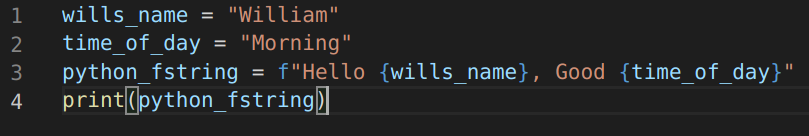 1 wills_name = "William"
2 time_of_day = "Morning"
3 python_fstring = f"Hello {wills_name}, Good {time_of_day}"
4 print(python_fstring)